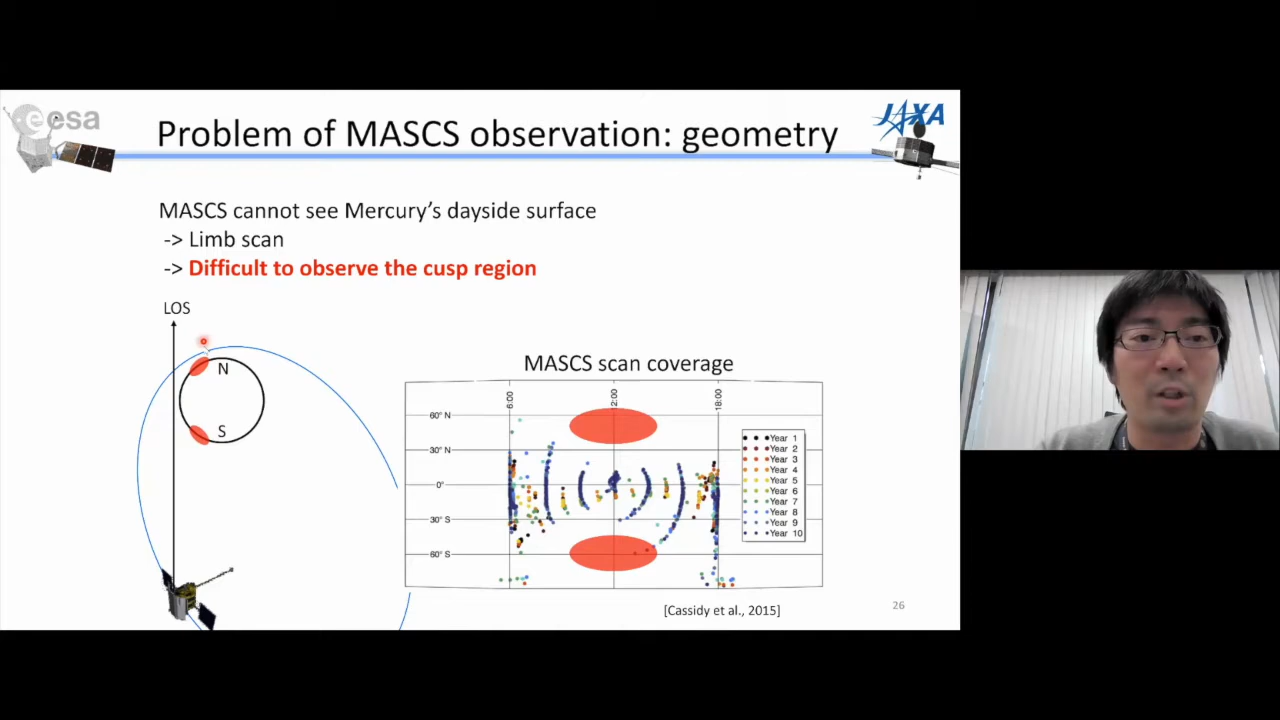 esa
JAXA
Problem of MASCS observation: geometry
MASCS cannot see Mercury's dayside surface
-> Limb scan
-> Difficult to observe the cusp region
LOS
N
S
MASCS scan coverage
6:00
12:00
18:00
60° N
30° N
0°
30° S
60° S
Year 1
Year 2
Year 3
Year 4
Year 5
Year 6
Year 7
Year 8
Year 9
Year 10
[Cassidy et al., 2015]
26